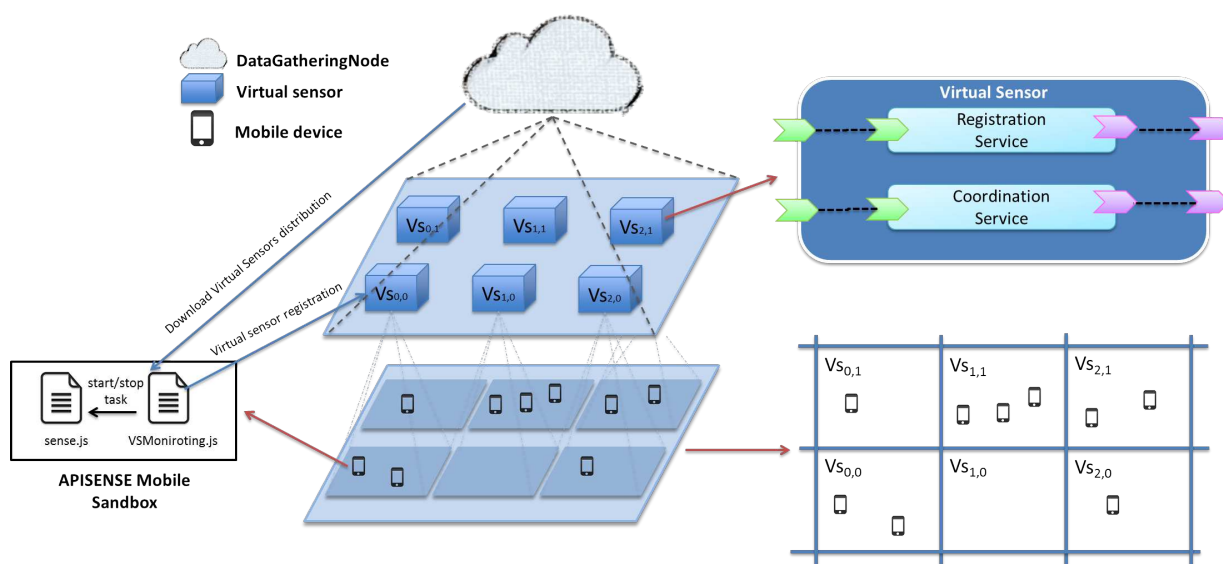 DataGatheringNode
Virtual sensor
Mobile device
Virtual Sensor
Registration
Service
Coordination
Service
Download Virtual Sensors distribution
Virtual sensor registration
Vs0,1
Vs1,1
Vs2,1
Vs0,0
Vs1,0
Vs2,0
start/stop
task
sense.js
VSMoniroting.js
APISENSE Mobile
Sandbox
Vs0,1
Vs1,1
Vs2,1
Vs0,0
Vs1,0
Vs2,0